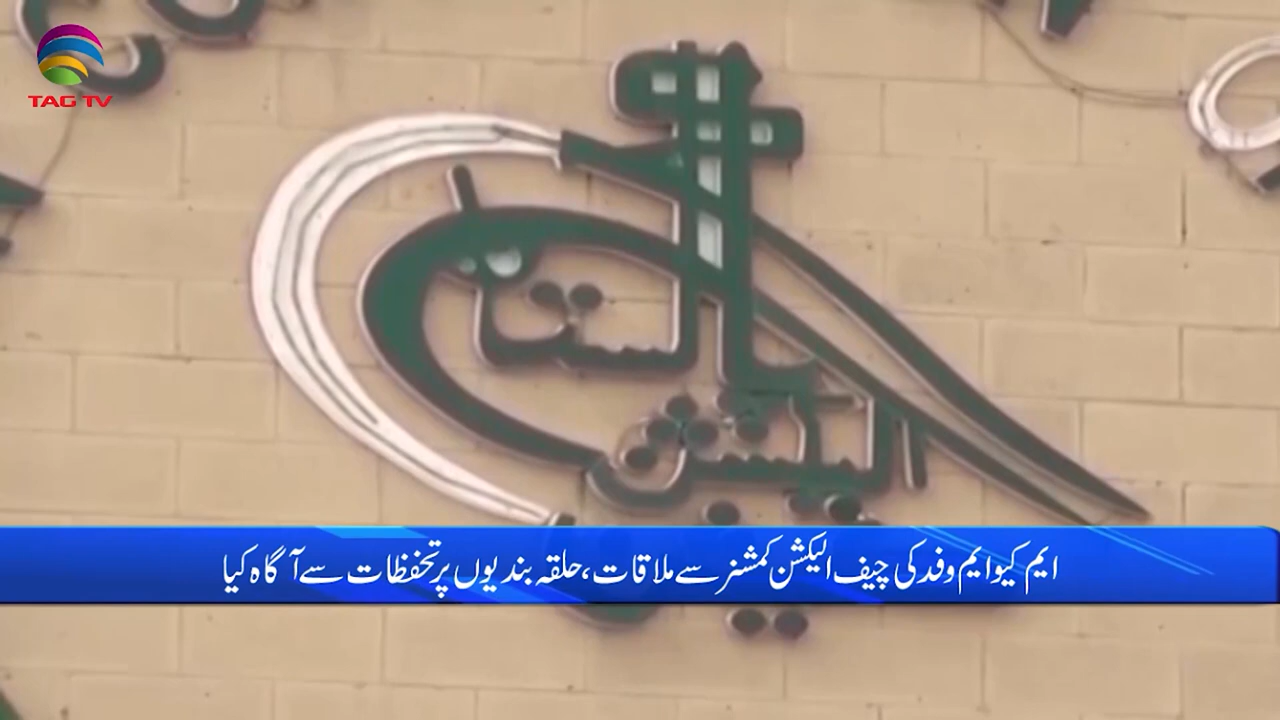 TAG TV
الیکشن
پاکستان
ایم کیو ایم وفد کی چیف الیکشن کمشنر سے ملاقات، حلقہ بندیوں پر تحفظات سے آگاہ کیا